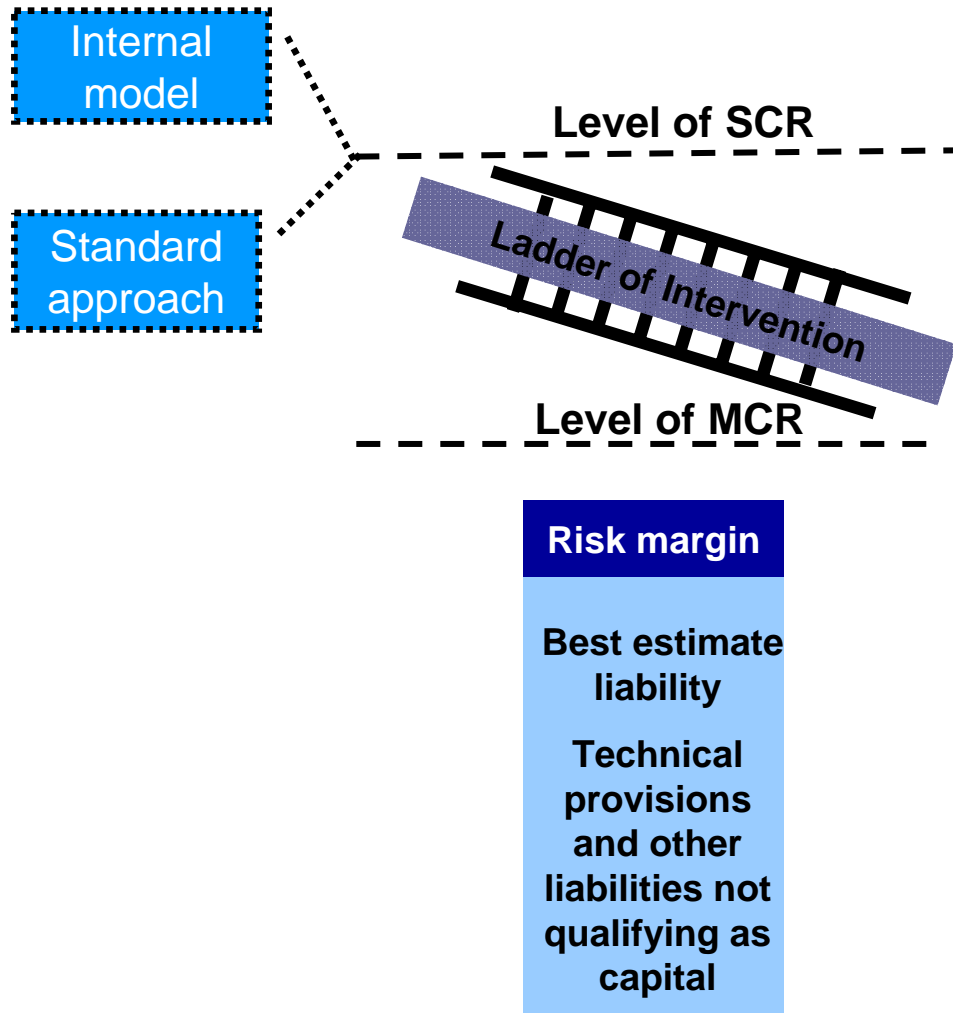 Internal
model
Level of SCR
Standard
approach
Ladder of Intervention
Level of MCR
Risk margin
Best estimate
liability
Technical
provisions
and other
liabilities not
qualifying as
capital